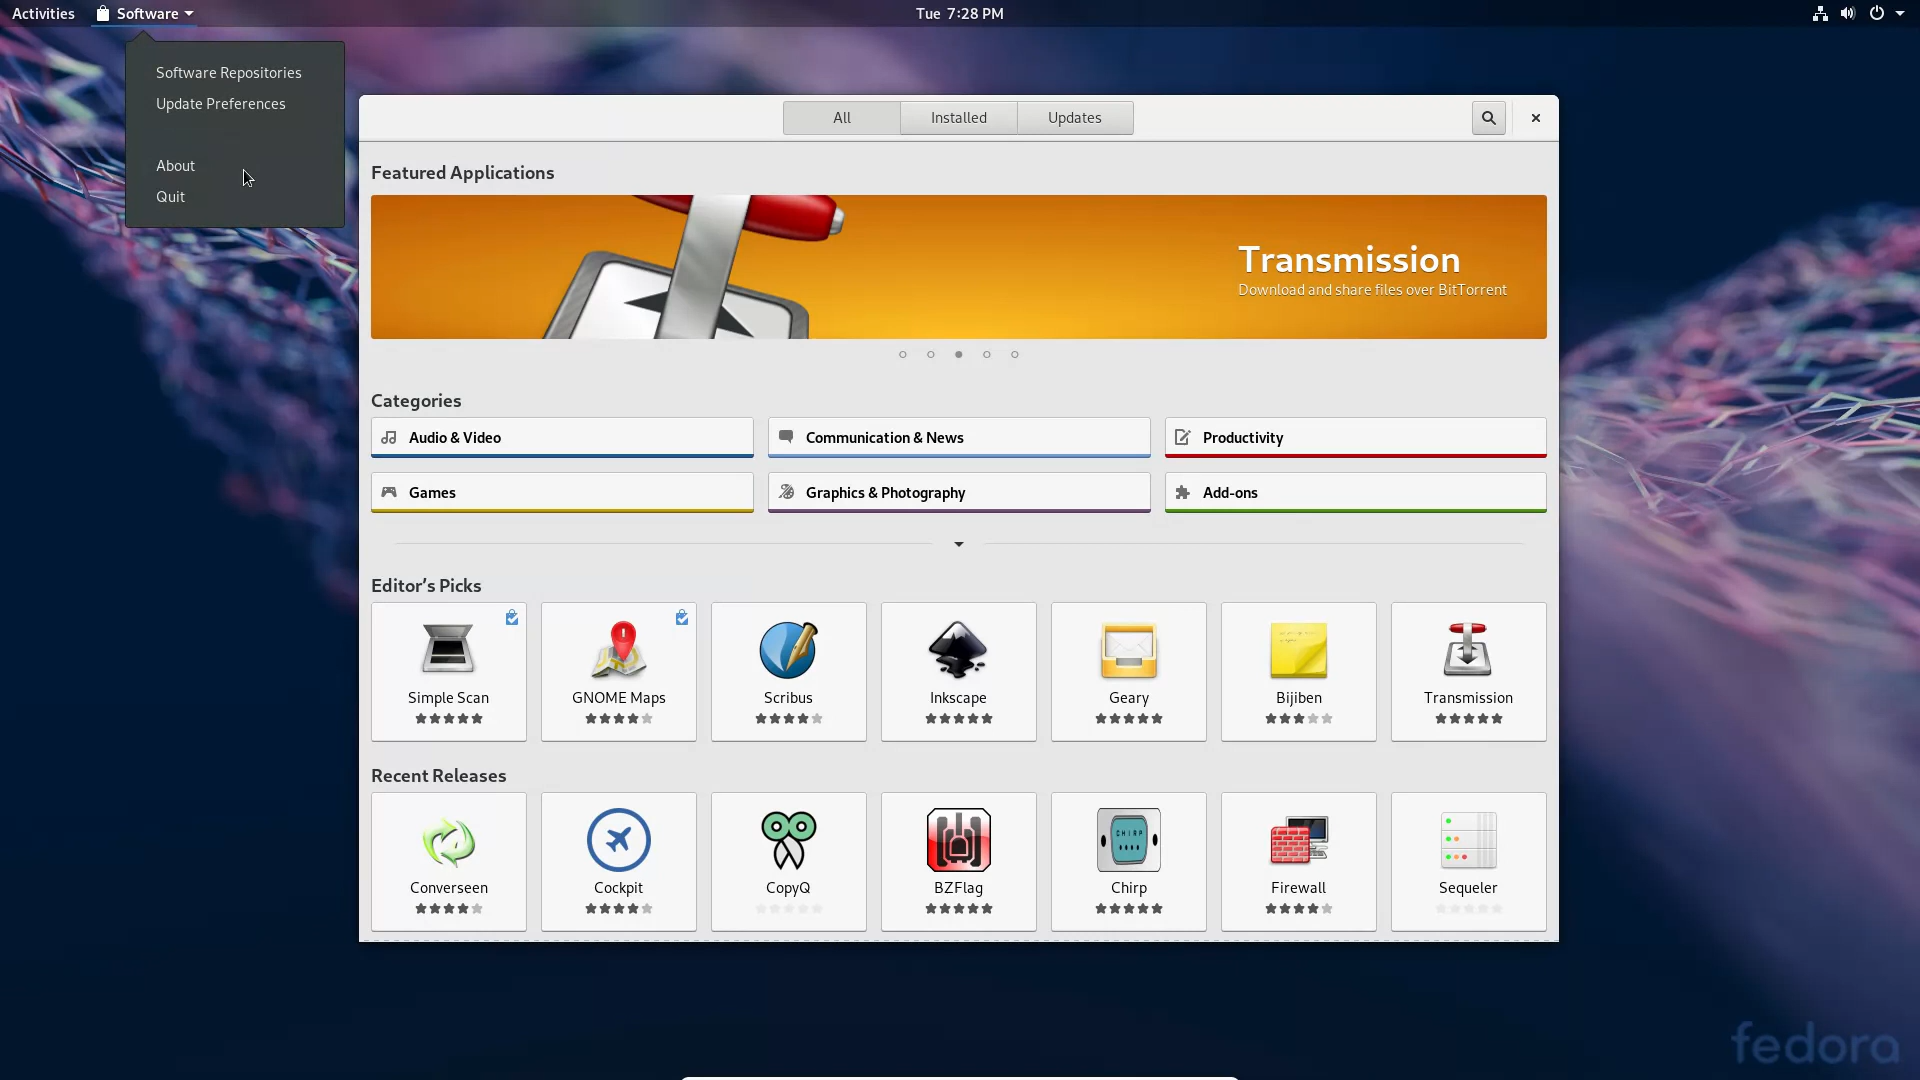 Activities
Software
Tue 7:28 PM
Software Repositories
Update Preferences
About
Quit
All
Installed
Updates
Featured Applications
Transmission
Download and share files over BitTorrent
Categories
Audio & Video
Communication & News
Productivity
Games
Graphics & Photography
Add-ons
Editor’s Picks
Simple Scan
GNOME Maps
Scribus
Inkscape
Geary
Bijiben
Transmission
Recent Releases
CHIRP
Converseen
Cockpit
CopyQ
BZFlag
Chirp
Firewall
Sequeler
fedora